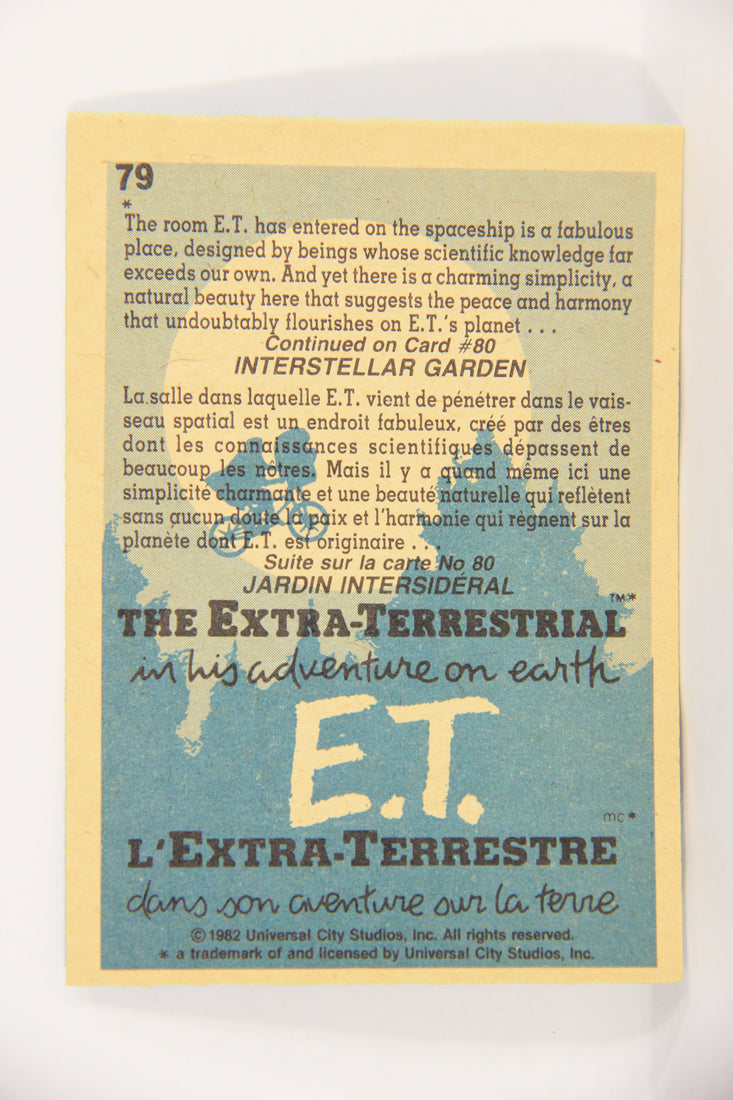 79
*
The room E.T. has entered on the spaceship is a fabulous
place, designed by beings whose scientific knowledge far
exceeds our own. And yet there is a charming simplicity, a
natural beauty here that suggests the peace and harmony
that undoubtably flourishes on E.T.'s planet . . .
Continued on Card #80
INTERSTELLAR GARDEN
La salle dans laquelle E.T. vient de pénétrer dans le vais-
seau spatial est un endroit fabuleux, créé par des êtres
dont les connaissances scientifiques dépassent de
beaucoup les nôtres. Mais il y a quand même ici une
simplicité charmante et une beauté naturelle qui reflètent
sans aucun doute la paix et l'harmonie qui règnent sur la
planète dont E.T. est originaire . . .
Suite sur la carte No 80
JARDIN INTERSIDÉRAL
THE EXTRA-TERRESTRIAL TM*
in his adventure on earth
E.T.
mc*
L'EXTRA-TERRESTRE
dans son aventure sur la terre
© 1982 Universal City Studios, Inc. All rights reserved.
* a trademark of and licensed by Universal City Studios, Inc.